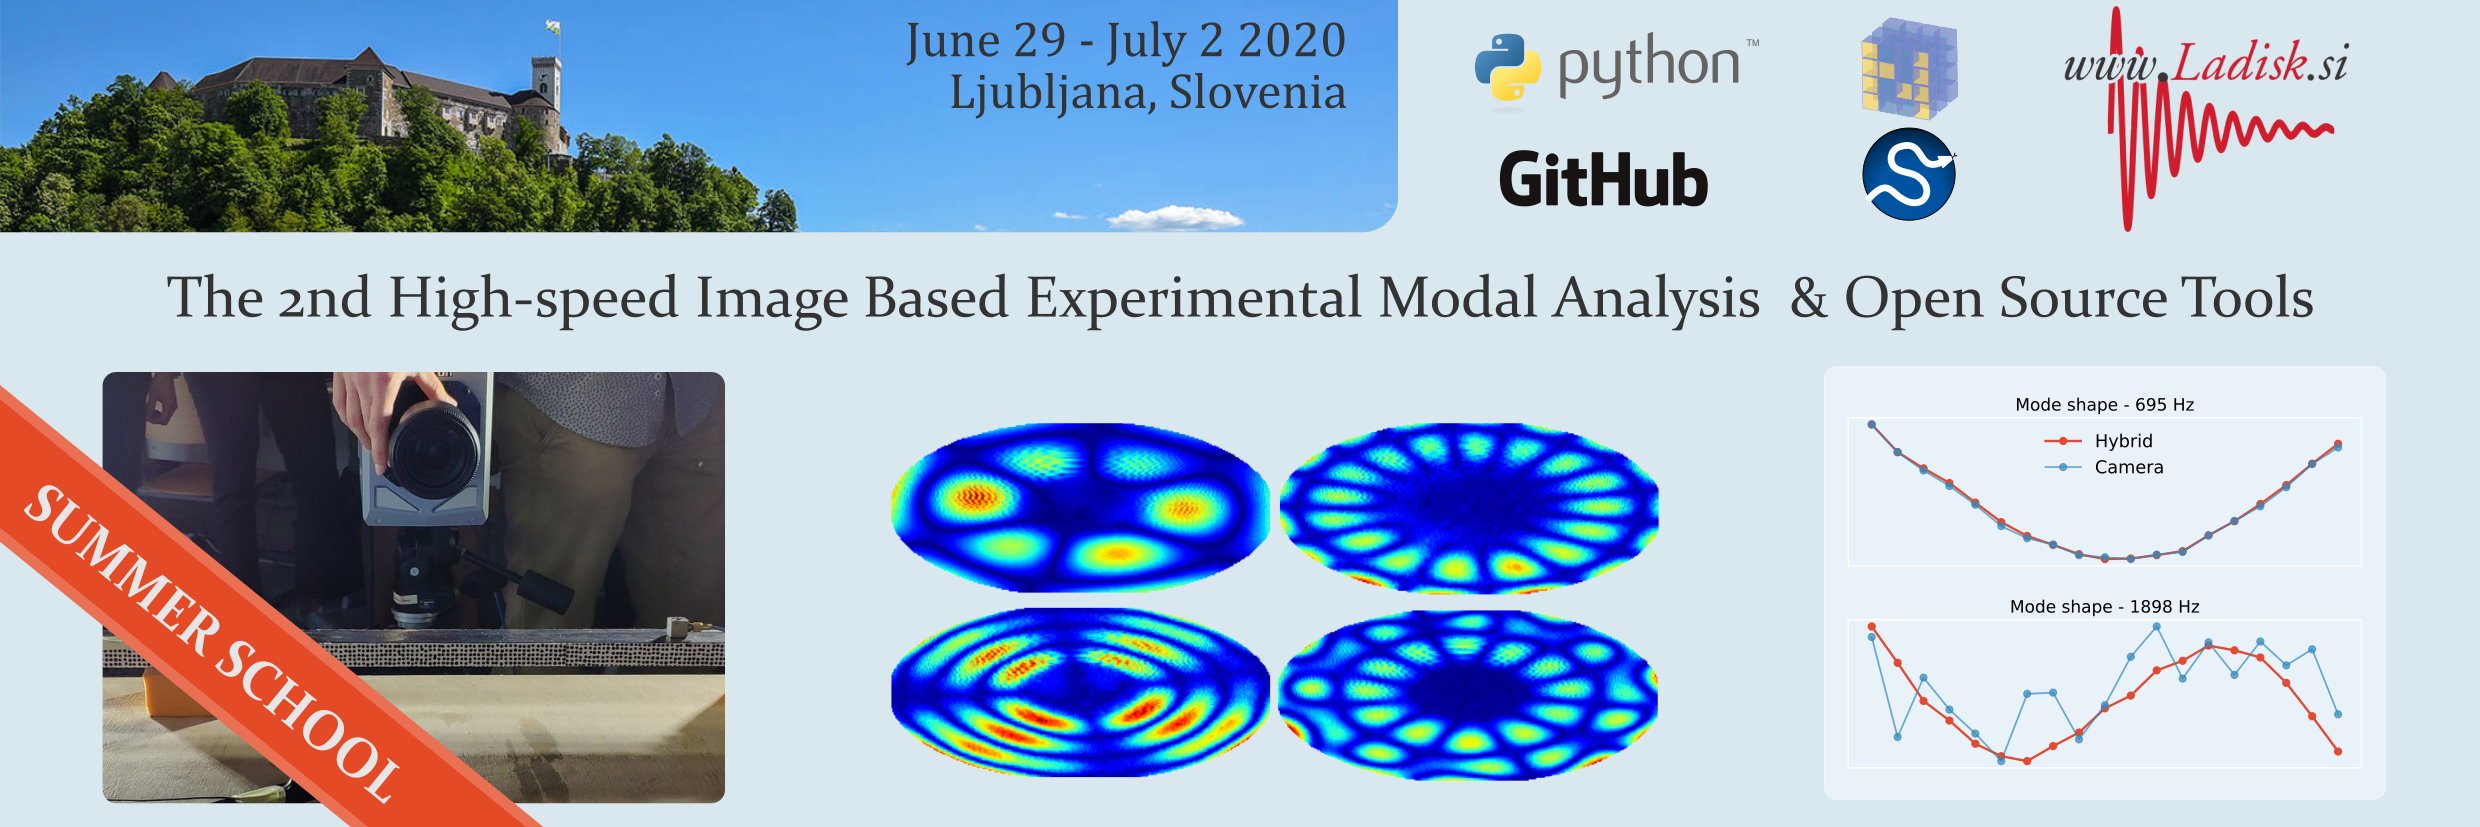 June 29 - July 2 2020
Ljubljana, Slovenia
python™
GitHub
www.Ladisk.si
The 2nd High-speed Image Based Experimental Modal Analysis & Open Source Tools
SUMMER SCHOOL
Mode shape - 695 Hz
Hybrid
Camera
Mode shape - 1898 Hz